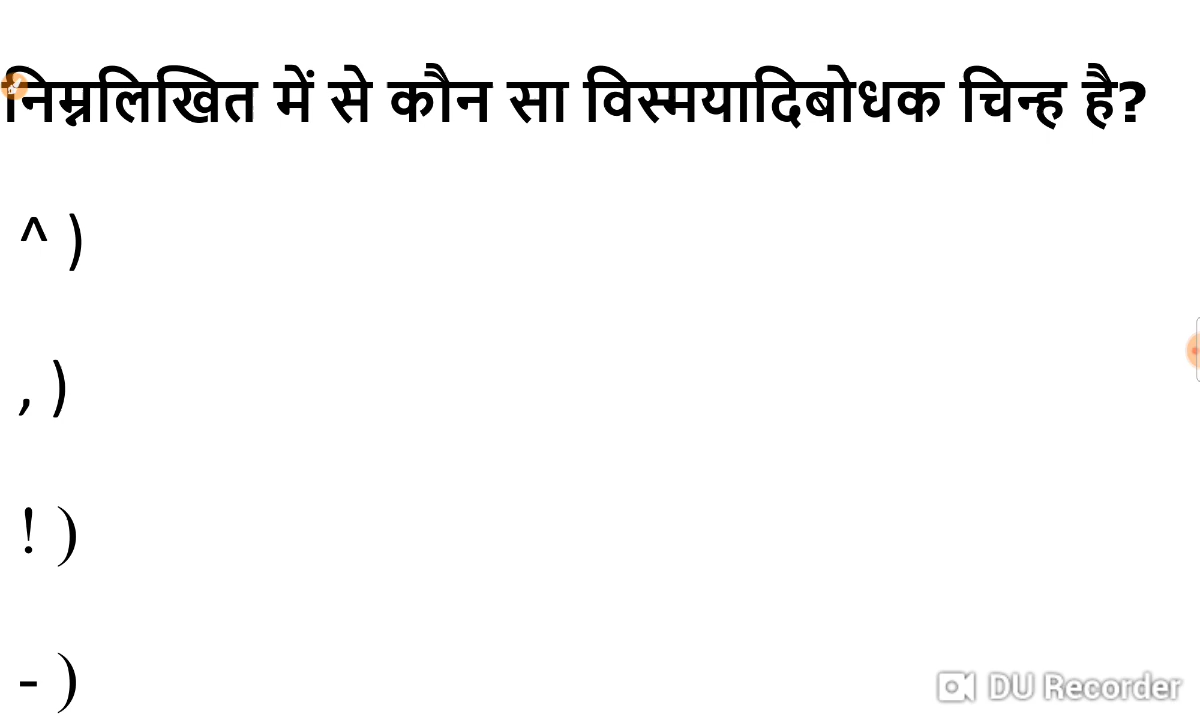 निम्नलिखित में से कौन सा विस्मयादिबोधक चिन्ह है?
^ )
, )
! )
- )
DU Recorder